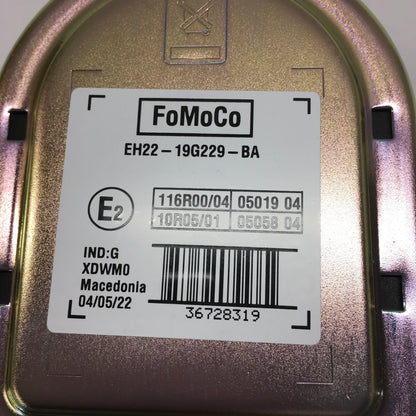 FoMoCo
EH22-19G229-BA
E2
116R00/04 05019 04
10R05/01 05058 04
IND:G
XDWM0
Macedonia
04/05/22
36728319